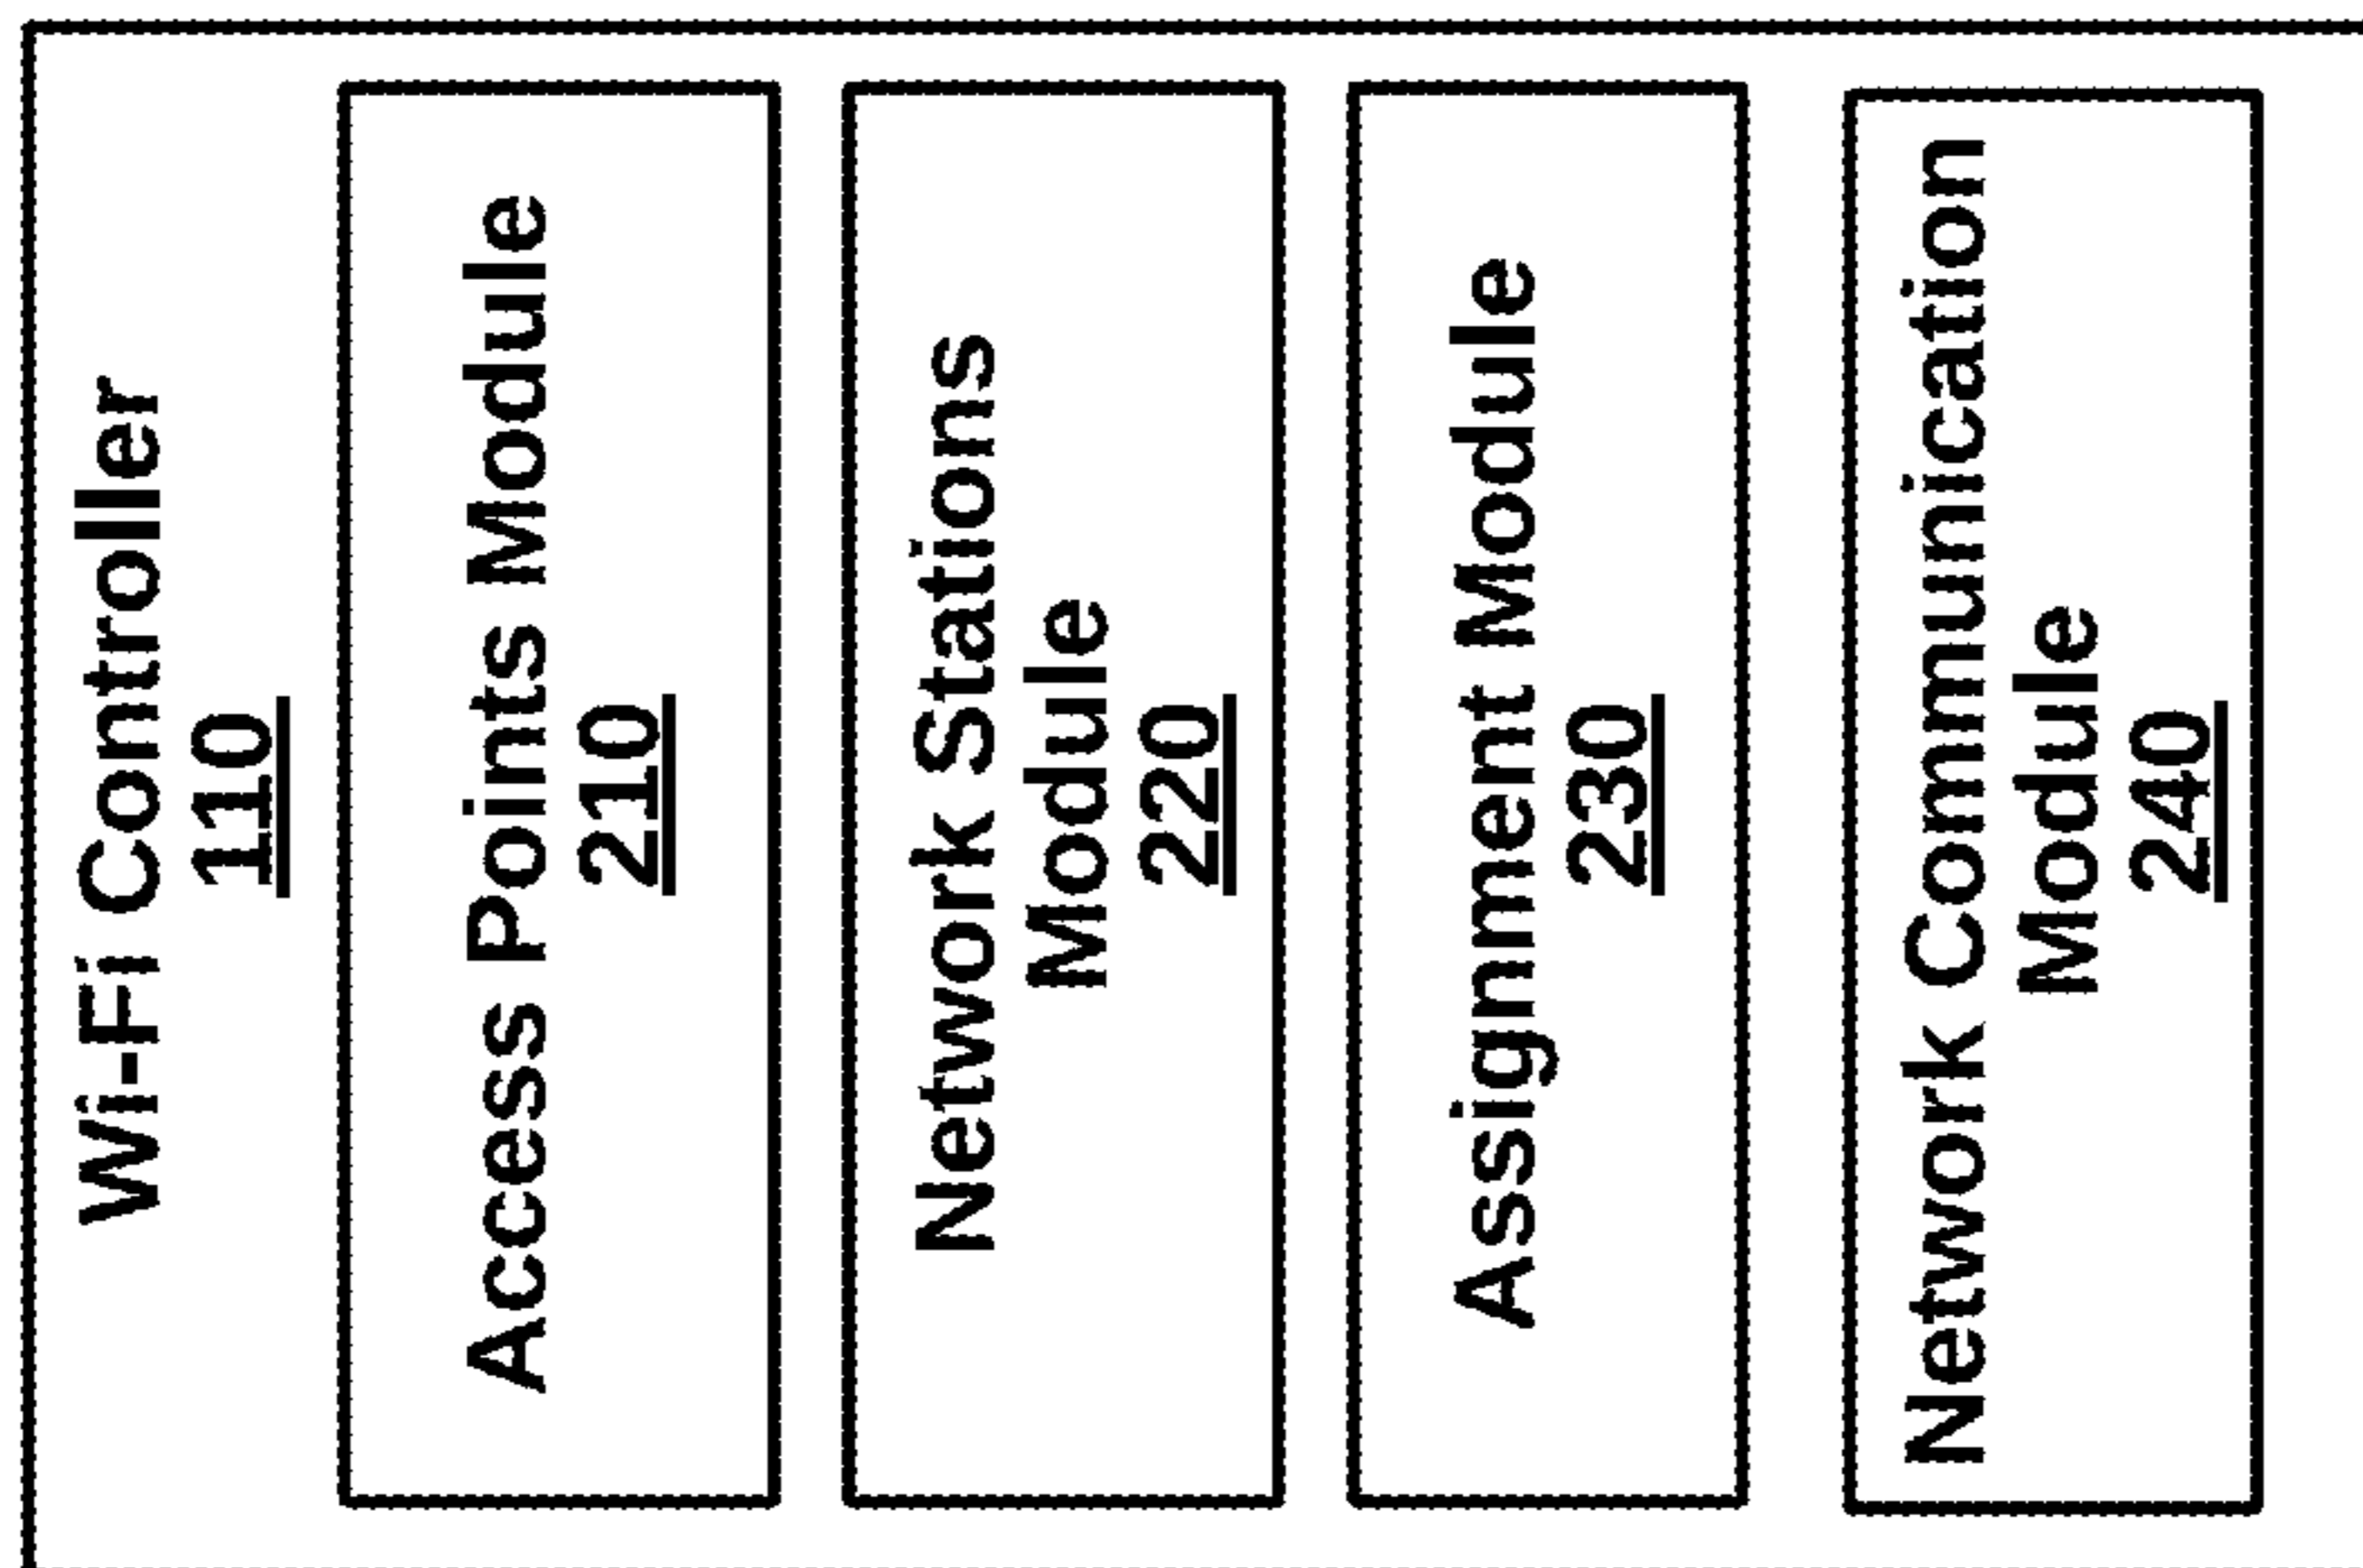 Wi-Fi Controller
110
Access Points Module
210
Network Stations
Module
220
Assignment Module
230
Network Communication
Module
240